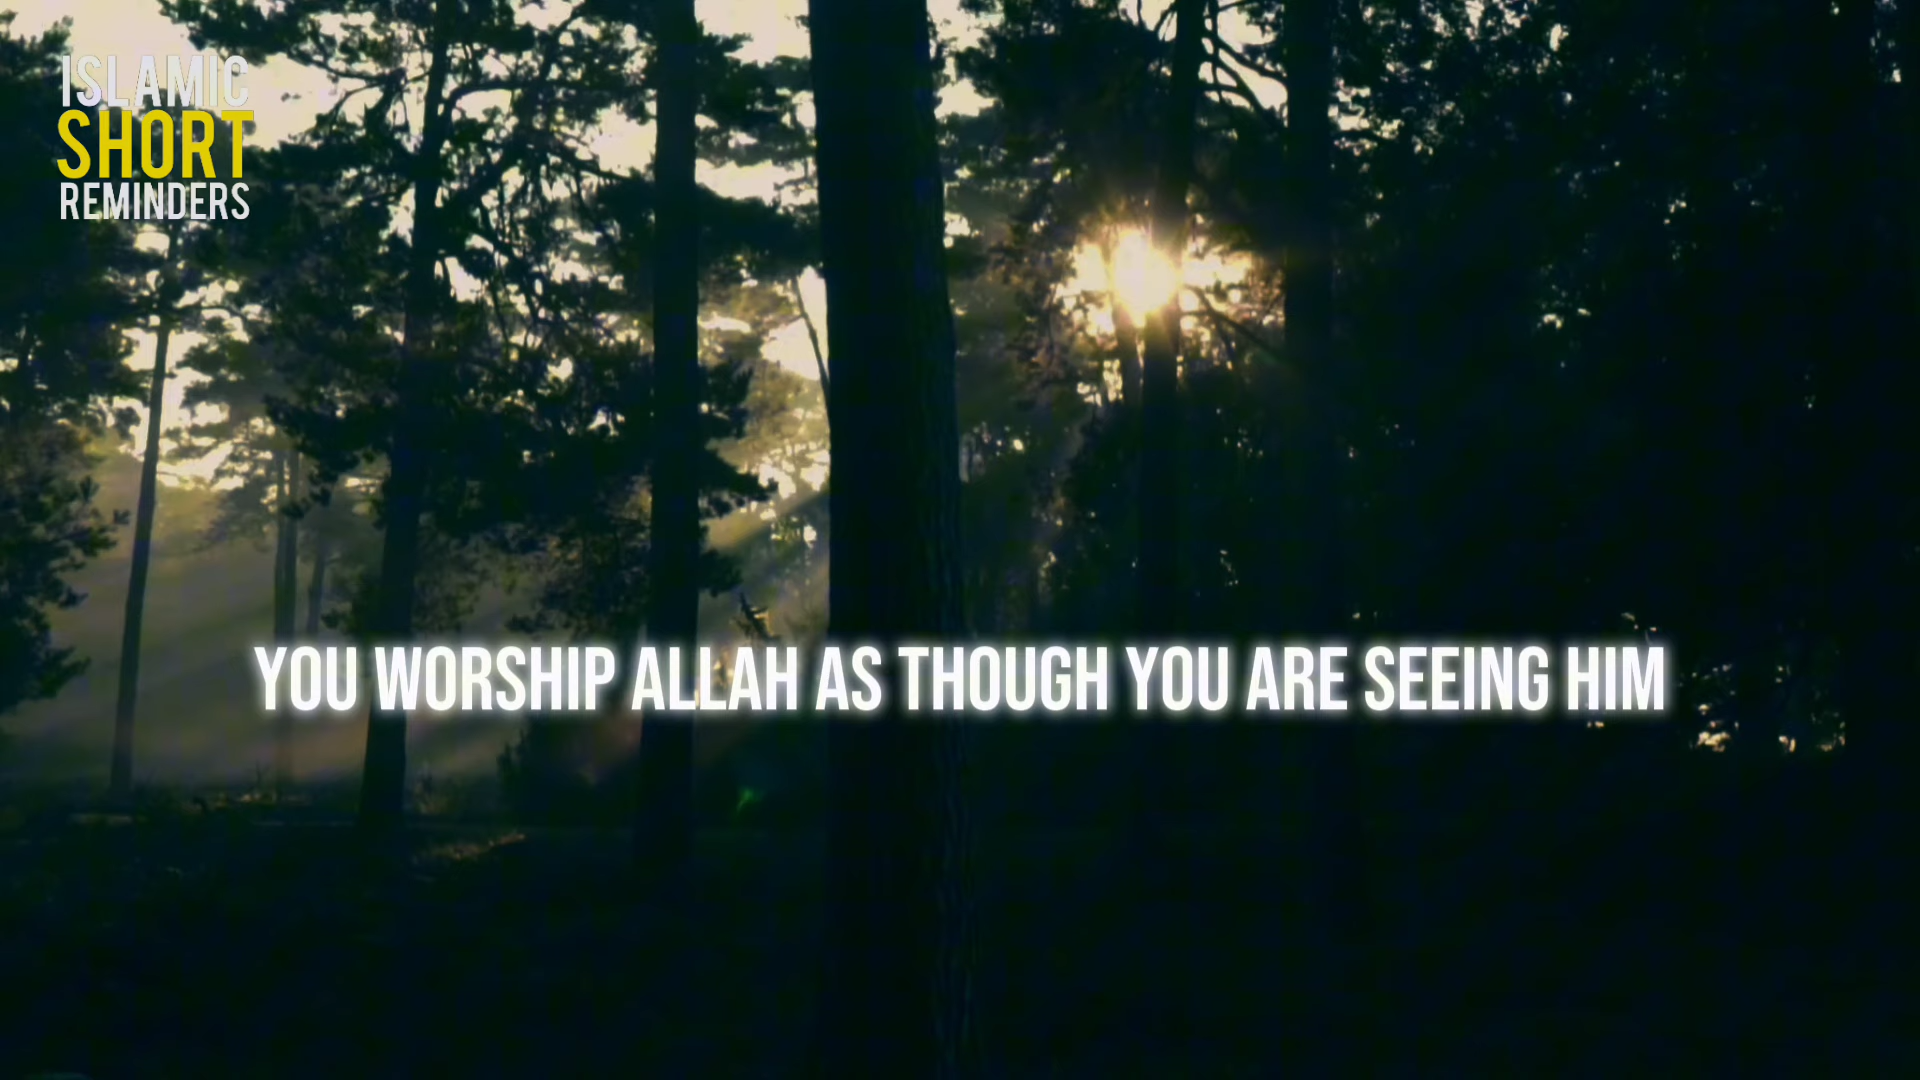 ISLAMIC
SHORT
REMINDERS
YOU WORSHIP ALLAH AS THOUGH YOU ARE SEEING HIM